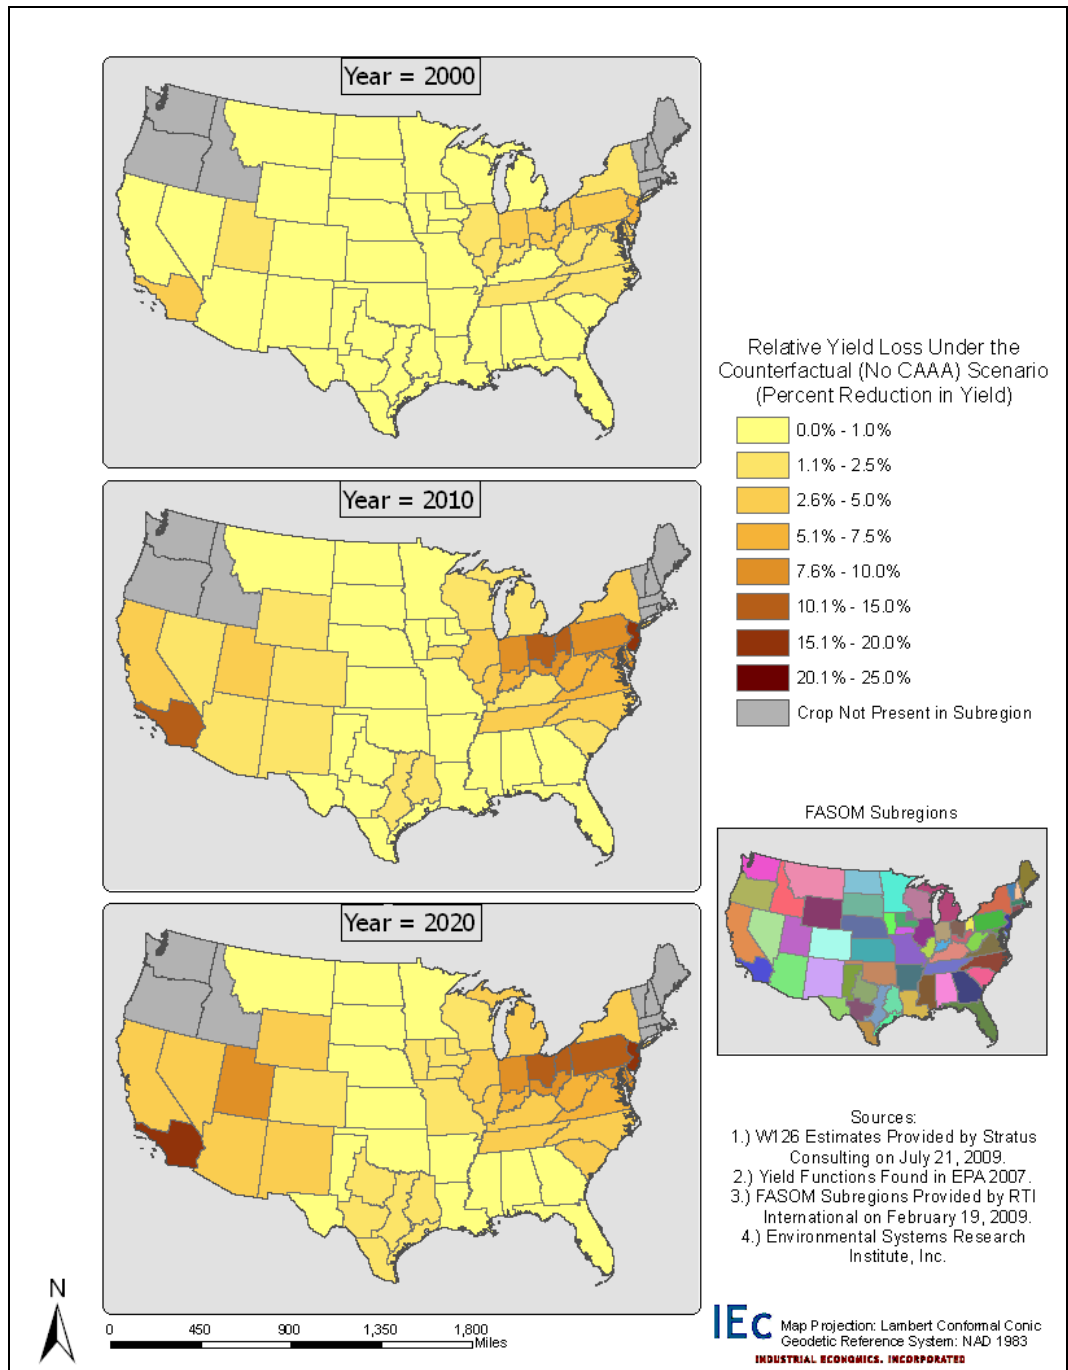 Year = 2000
Year = 2010
Year = 2020
Relative Yield Loss Under the
Counterfactual (No CAAA) Scenario
(Percent Reduction in Yield)
0.0% - 1.0%
1.1% - 2.5%
2.6% - 5.0%
5.1% - 7.5%
7.6% - 10.0%
10.1% - 15.0%
15.1% - 20.0%
20.1% - 25.0%
Crop Not Present in Subregion
FASOM Subregions
Sources:
1.) W126 Estimates Provided by Stratus
Consulting on July 21, 2009.
2.) Yield Functions Found in EPA 2007.
3.) FASOM Subregions Provided by RTI
International on February 19, 2009.
4.) Environmental Systems Research
Institute, Inc.
N
0 450 900 1,350 1,800
Miles
IEc
Map Projection: Lambert Conformal Conic
Geodetic Reference System: NAD 1983
INDUSTRIAL ECONOMICS, INCORPORATED